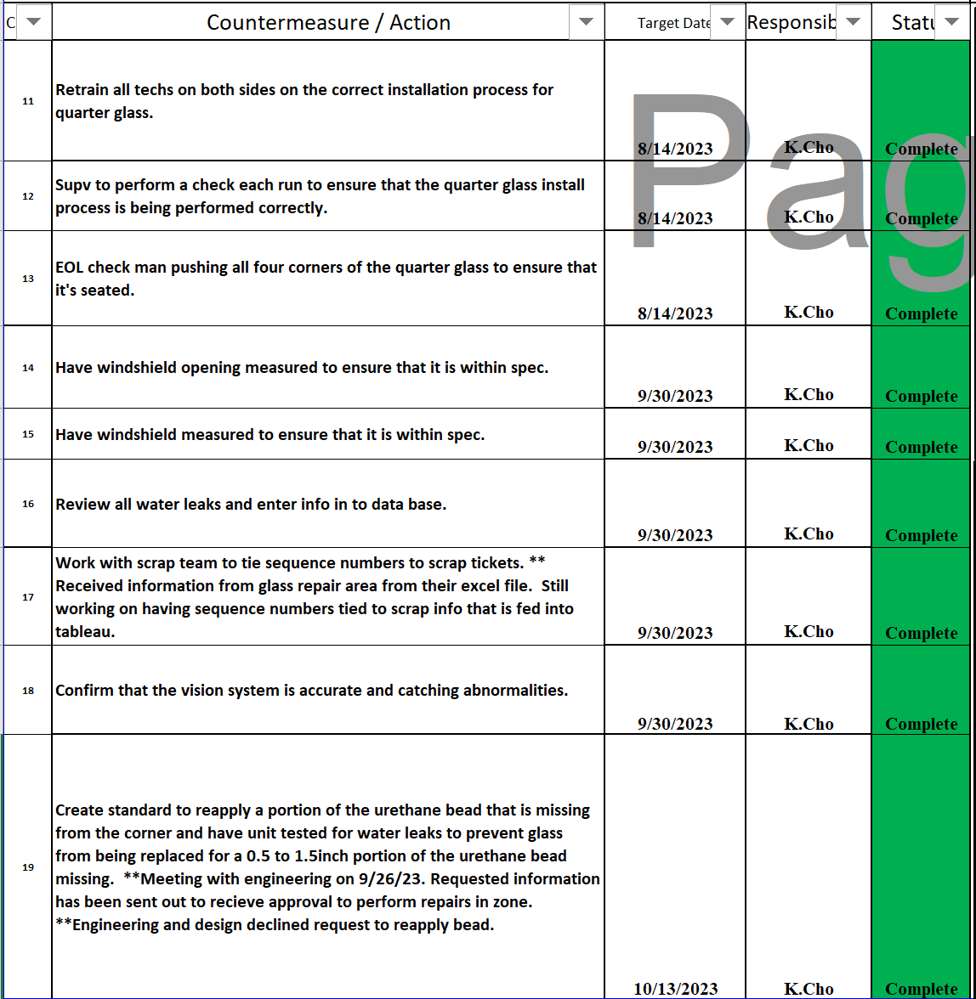 C Countermeasure / Action Target Date Responsib Statu
11 Retrain all techs on both sides on the correct installation process for
quarter glass.
8/14/2023 K.Cho Complete
12 Supv to perform a check each run to ensure that the quarter glass install
process is being performed correctly.
8/14/2023 K.Cho Complete
13 EOL check man pushing all four corners of the quarter glass to ensure that
it's seated.
8/14/2023 K.Cho Complete
14 Have windshield opening measured to ensure that it is within spec.
9/30/2023 K.Cho Complete
15 Have windshield measured to ensure that it is within spec.
9/30/2023 K.Cho Complete
16 Review all water leaks and enter info in to data base.
9/30/2023 K.Cho Complete
17 Work with scrap team to tie sequence numbers to scrap tickets. **
Received information from glass repair area from their excel file.  Still
working on having sequence numbers tied to scrap info that is fed into
tableau.
9/30/2023 K.Cho Complete
18 Confirm that the vision system is accurate and catching abnormalities.
9/30/2023 K.Cho Complete
19 Create standard to reapply a portion of the urethane bead that is missing
from the corner and have unit tested for water leaks to prevent glass
from being replaced for a 0.5 to 1.5inch portion of the urethane bead
missing.  **Meeting with engineering on 9/26/23. Requested information
has been sent out to recieve approval to perform repairs in zone.
**Engineering and design declined request to reapply bead.
10/13/2023 K.Cho Complete
Pag